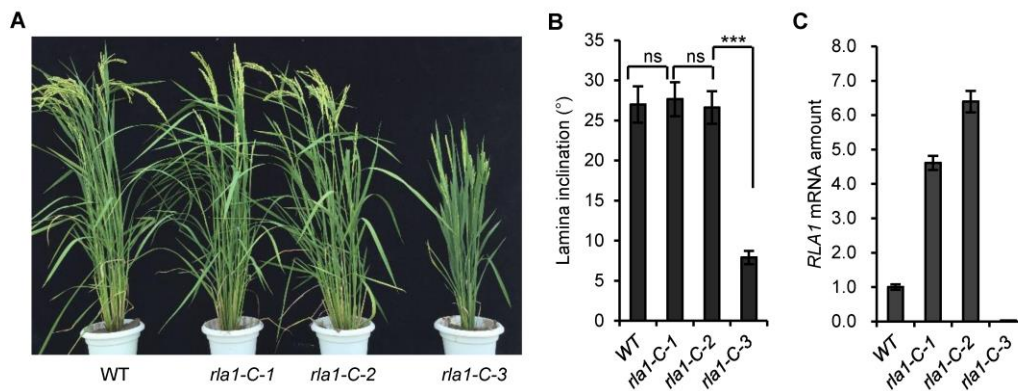 A
WT
rla1-C-1
rla1-C-2
rla1-C-3
B
Lamina inclination (°)
35
30
25
20
15
10
5
0
ns
ns
***
WT
rla1-C-1
rla1-C-2
rla1-C-3
C
RLA1 mRNA amount
8.0
7.0
6.0
5.0
4.0
3.0
2.0
1.0
0.0
WT
rla1-C-1
rla1-C-2
rla1-C-3